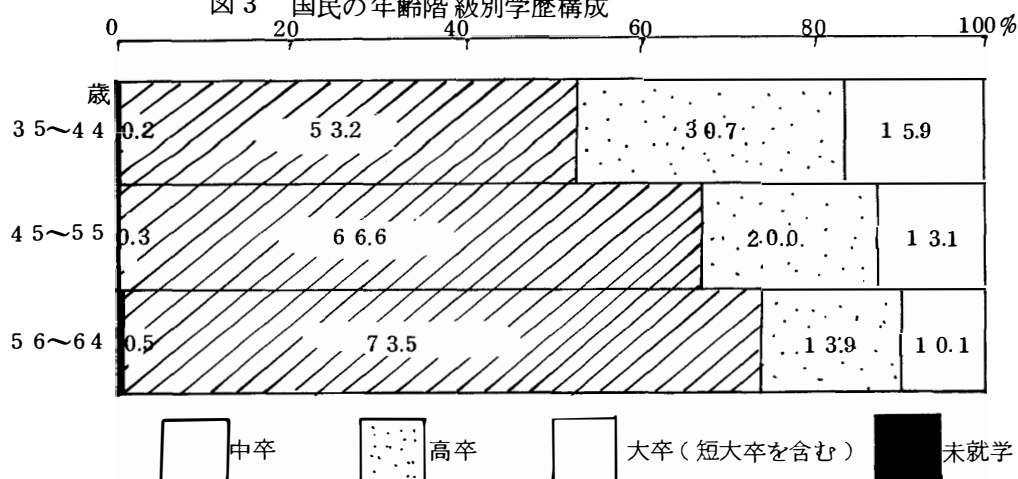 図3 国民の年齢階級別学歴構成
0 20 40 60 80 100%
歳
35~44 0.2 53.2 30.7 15.9
45~55 0.3 66.6 20.0 13.1
56~64 0.5 73.5 13.9 10.1
中卒 高卒 大卒(短大卒を含む) 未就学